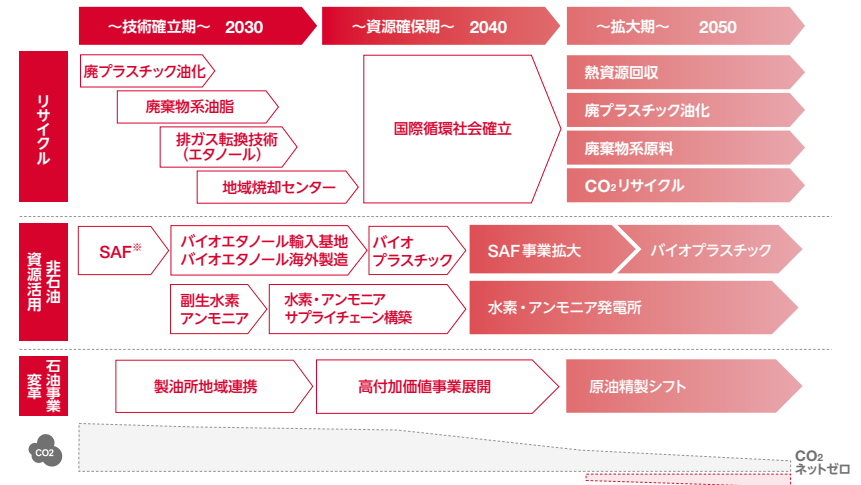 ～技術確立期～ 2030
～資源確保期～ 2040
～拡大期～ 2050
リサイクル
廃プラスチック油化
廃棄物系油脂
排ガス転換技術
（エタノール）
地域焼却センター
国際循環社会確立
熱資源回収
廃プラスチック油化
廃棄物系原料
CO₂リサイクル
非石油
資源活用
SAF※
バイオエタノール輸入基地
バイオエタノール海外製造
バイオ
プラスチック
SAF事業拡大
バイオプラスチック
副生水素
アンモニア
水素・アンモニア
サプライチェーン構築
水素・アンモニア発電所
石油事業
変革
製油所地域連携
高付加価値事業展開
原油精製シフト
CO2
CO₂
ネットゼロ